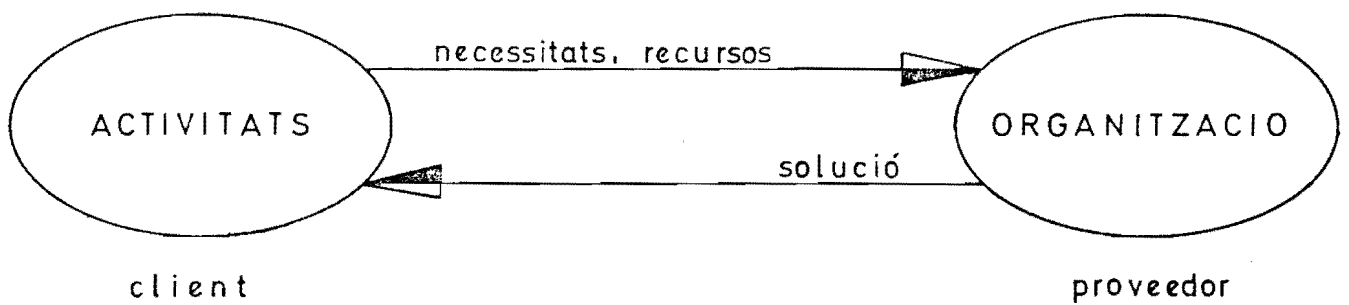 necessitats, recursos
ACTIVITATS
ORGANITZACIO
solució
client
proveedor